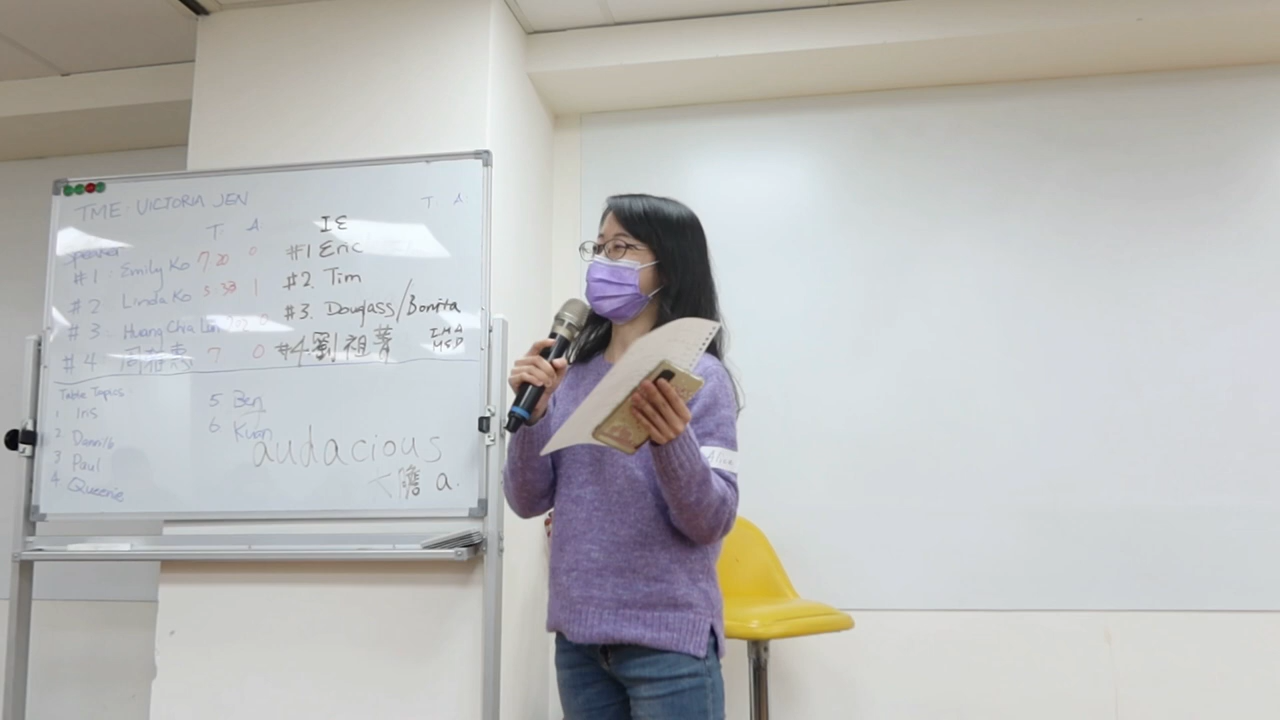 TME: VICTORIA JEN
T A IE T A
Speaker
#1: Emily Ko 7:20 0 #1 Eric
#2 Linda Ko 5:38 1 #2. Tim
#3: Huang Chia Lin 0 #3. Douglass/Bonita
#4 7 0 #4 劉祖菁
Table Topics:
1 Iris 5. Ben
2 6. Kuan
3 Paul
4 Queenie
audacious
大膽 a.